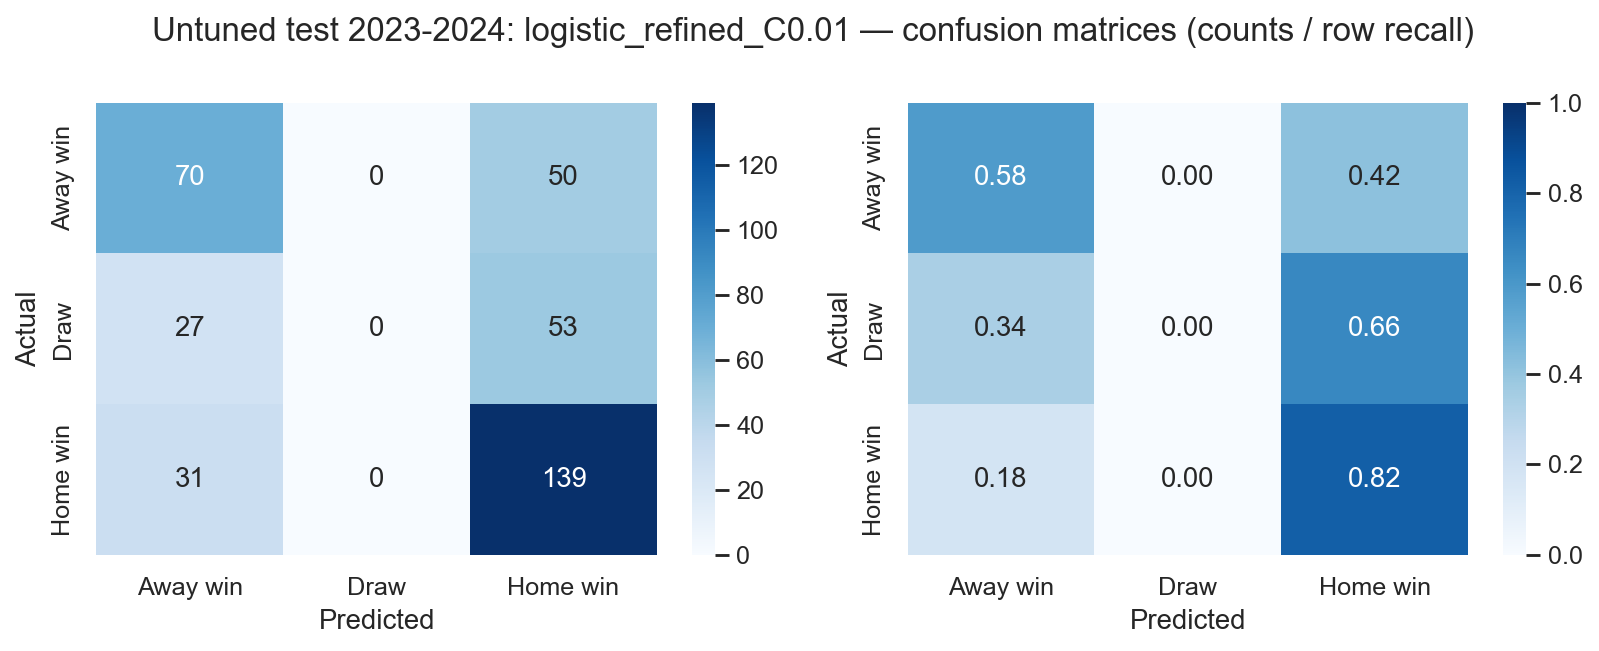 Untuned test 2023-2024: logistic_refined_C0.01 — confusion matrices (counts / row recall)
Actual
Away win
Draw
Home win
70 0 50
27 0 53
31 0 139
Away win Draw Home win
Predicted
120
100
80
60
40
20
0
Actual
Away win
Draw
Home win
0.58 0.00 0.42
0.34 0.00 0.66
0.18 0.00 0.82
Away win Draw Home win
Predicted
1.0
0.8
0.6
0.4
0.2
0.0